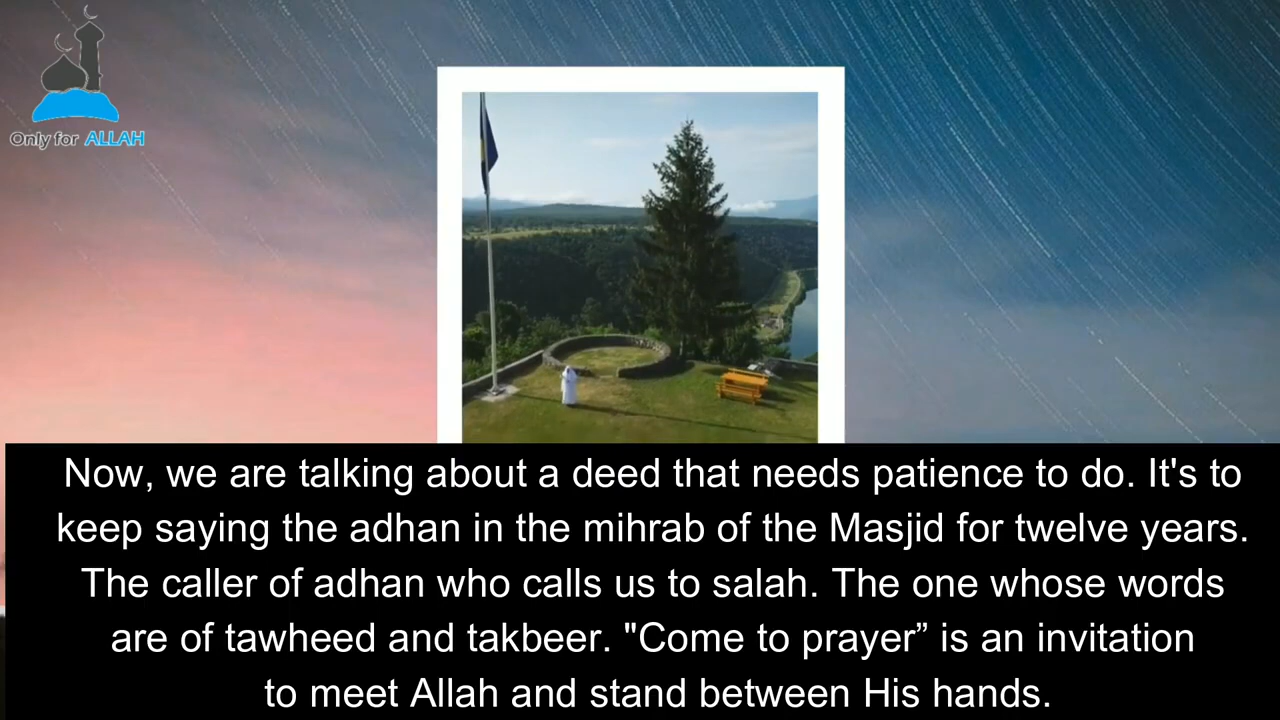 Only for ALLAH
Now, we are talking about a deed that needs patience to do. It's to
keep saying the adhan in the mihrab of the Masjid for twelve years.
The caller of adhan who calls us to salah. The one whose words
are of tawheed and takbeer. "Come to prayer” is an invitation
to meet Allah and stand between His hands.